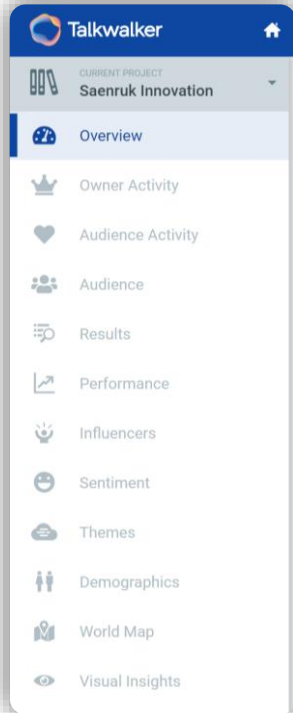 Talkwalker
CURRENT PROJECT
Saenruk Innovation
Overview
Owner Activity
Audience Activity
Audience
Results
Performance
Influencers
Sentiment
Themes
Demographics
World Map
Visual Insights